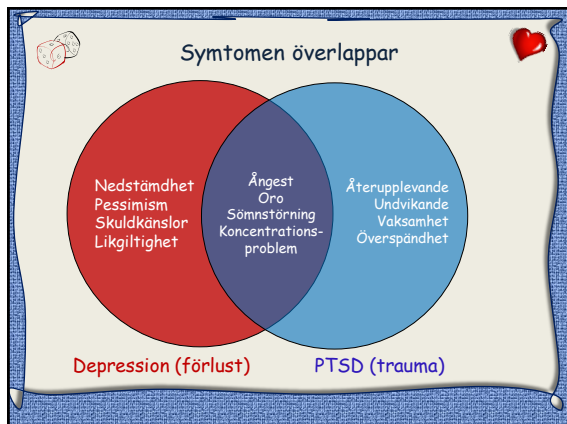 Symtomen överlappar
Nedstämdhet
Pessimism
Skuldkänslor
Likgiltighet
Ångest
Oro
Sömnstörning
Koncentrations-
problem
Återupplevande
Undvikande
Vaksamhet
Överspändhet
Depression (förlust)
PTSD (trauma)